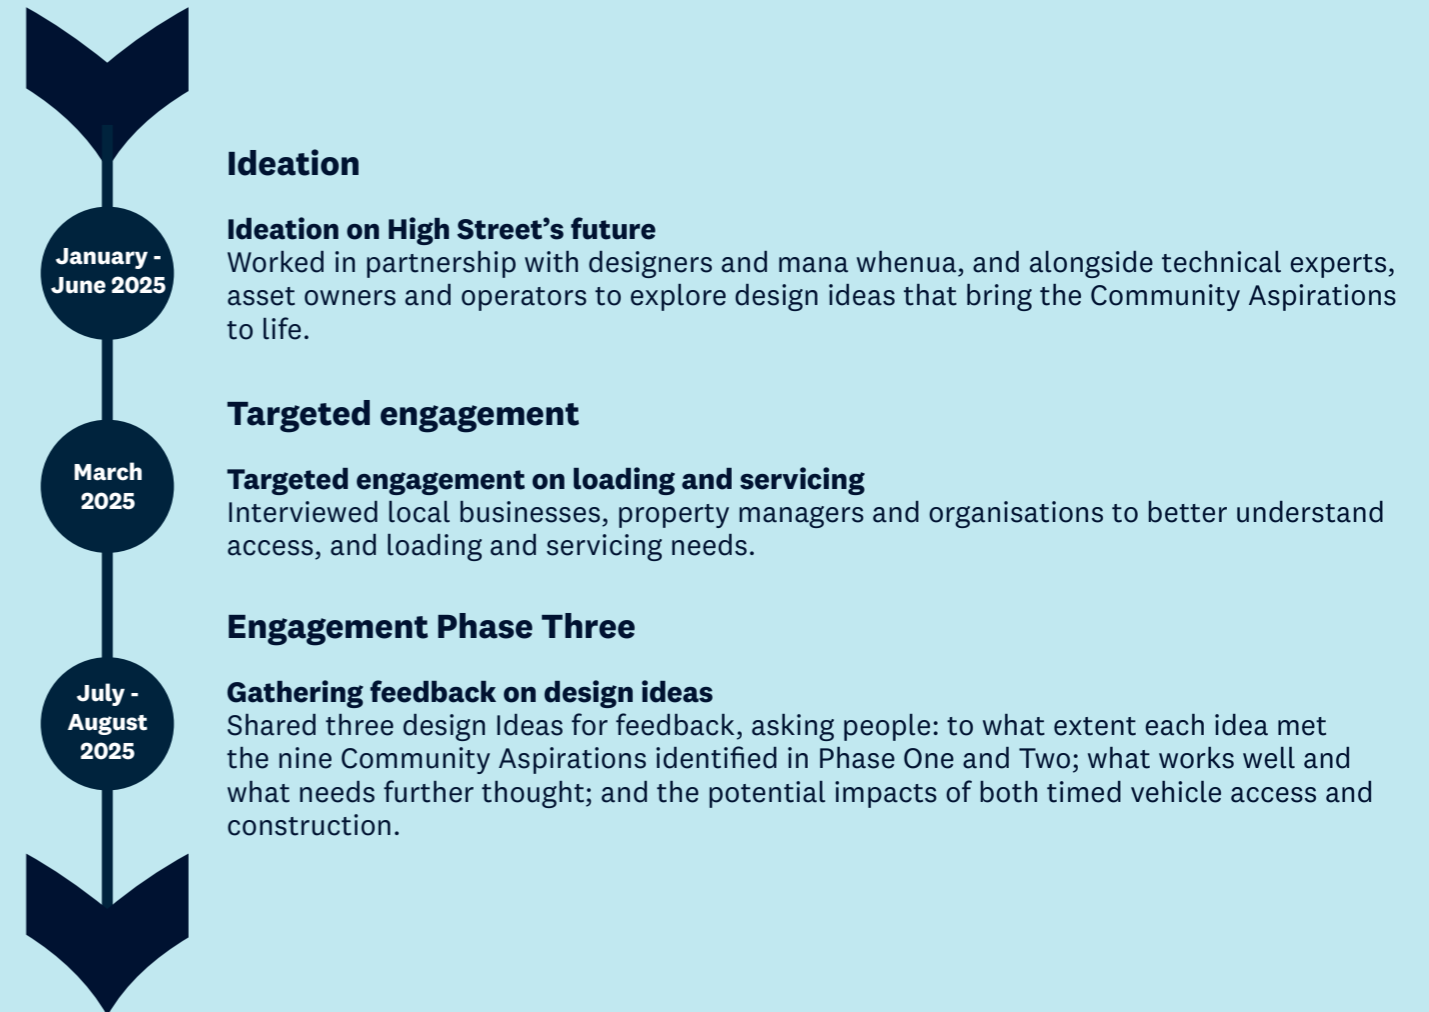 Ideation
January -
June 2025
Ideation on High Street’s future
Worked in partnership with designers and mana whenua, and alongside technical experts,
asset owners and operators to explore design ideas that bring the Community Aspirations
to life.
Targeted engagement
March
2025
Targeted engagement on loading and servicing
Interviewed local businesses, property managers and organisations to better understand
access, and loading and servicing needs.
Engagement Phase Three
July -
August
2025
Gathering feedback on design ideas
Shared three design Ideas for feedback, asking people: to what extent each idea met
the nine Community Aspirations identified in Phase One and Two; what works well and
what needs further thought; and the potential impacts of both timed vehicle access and
construction.